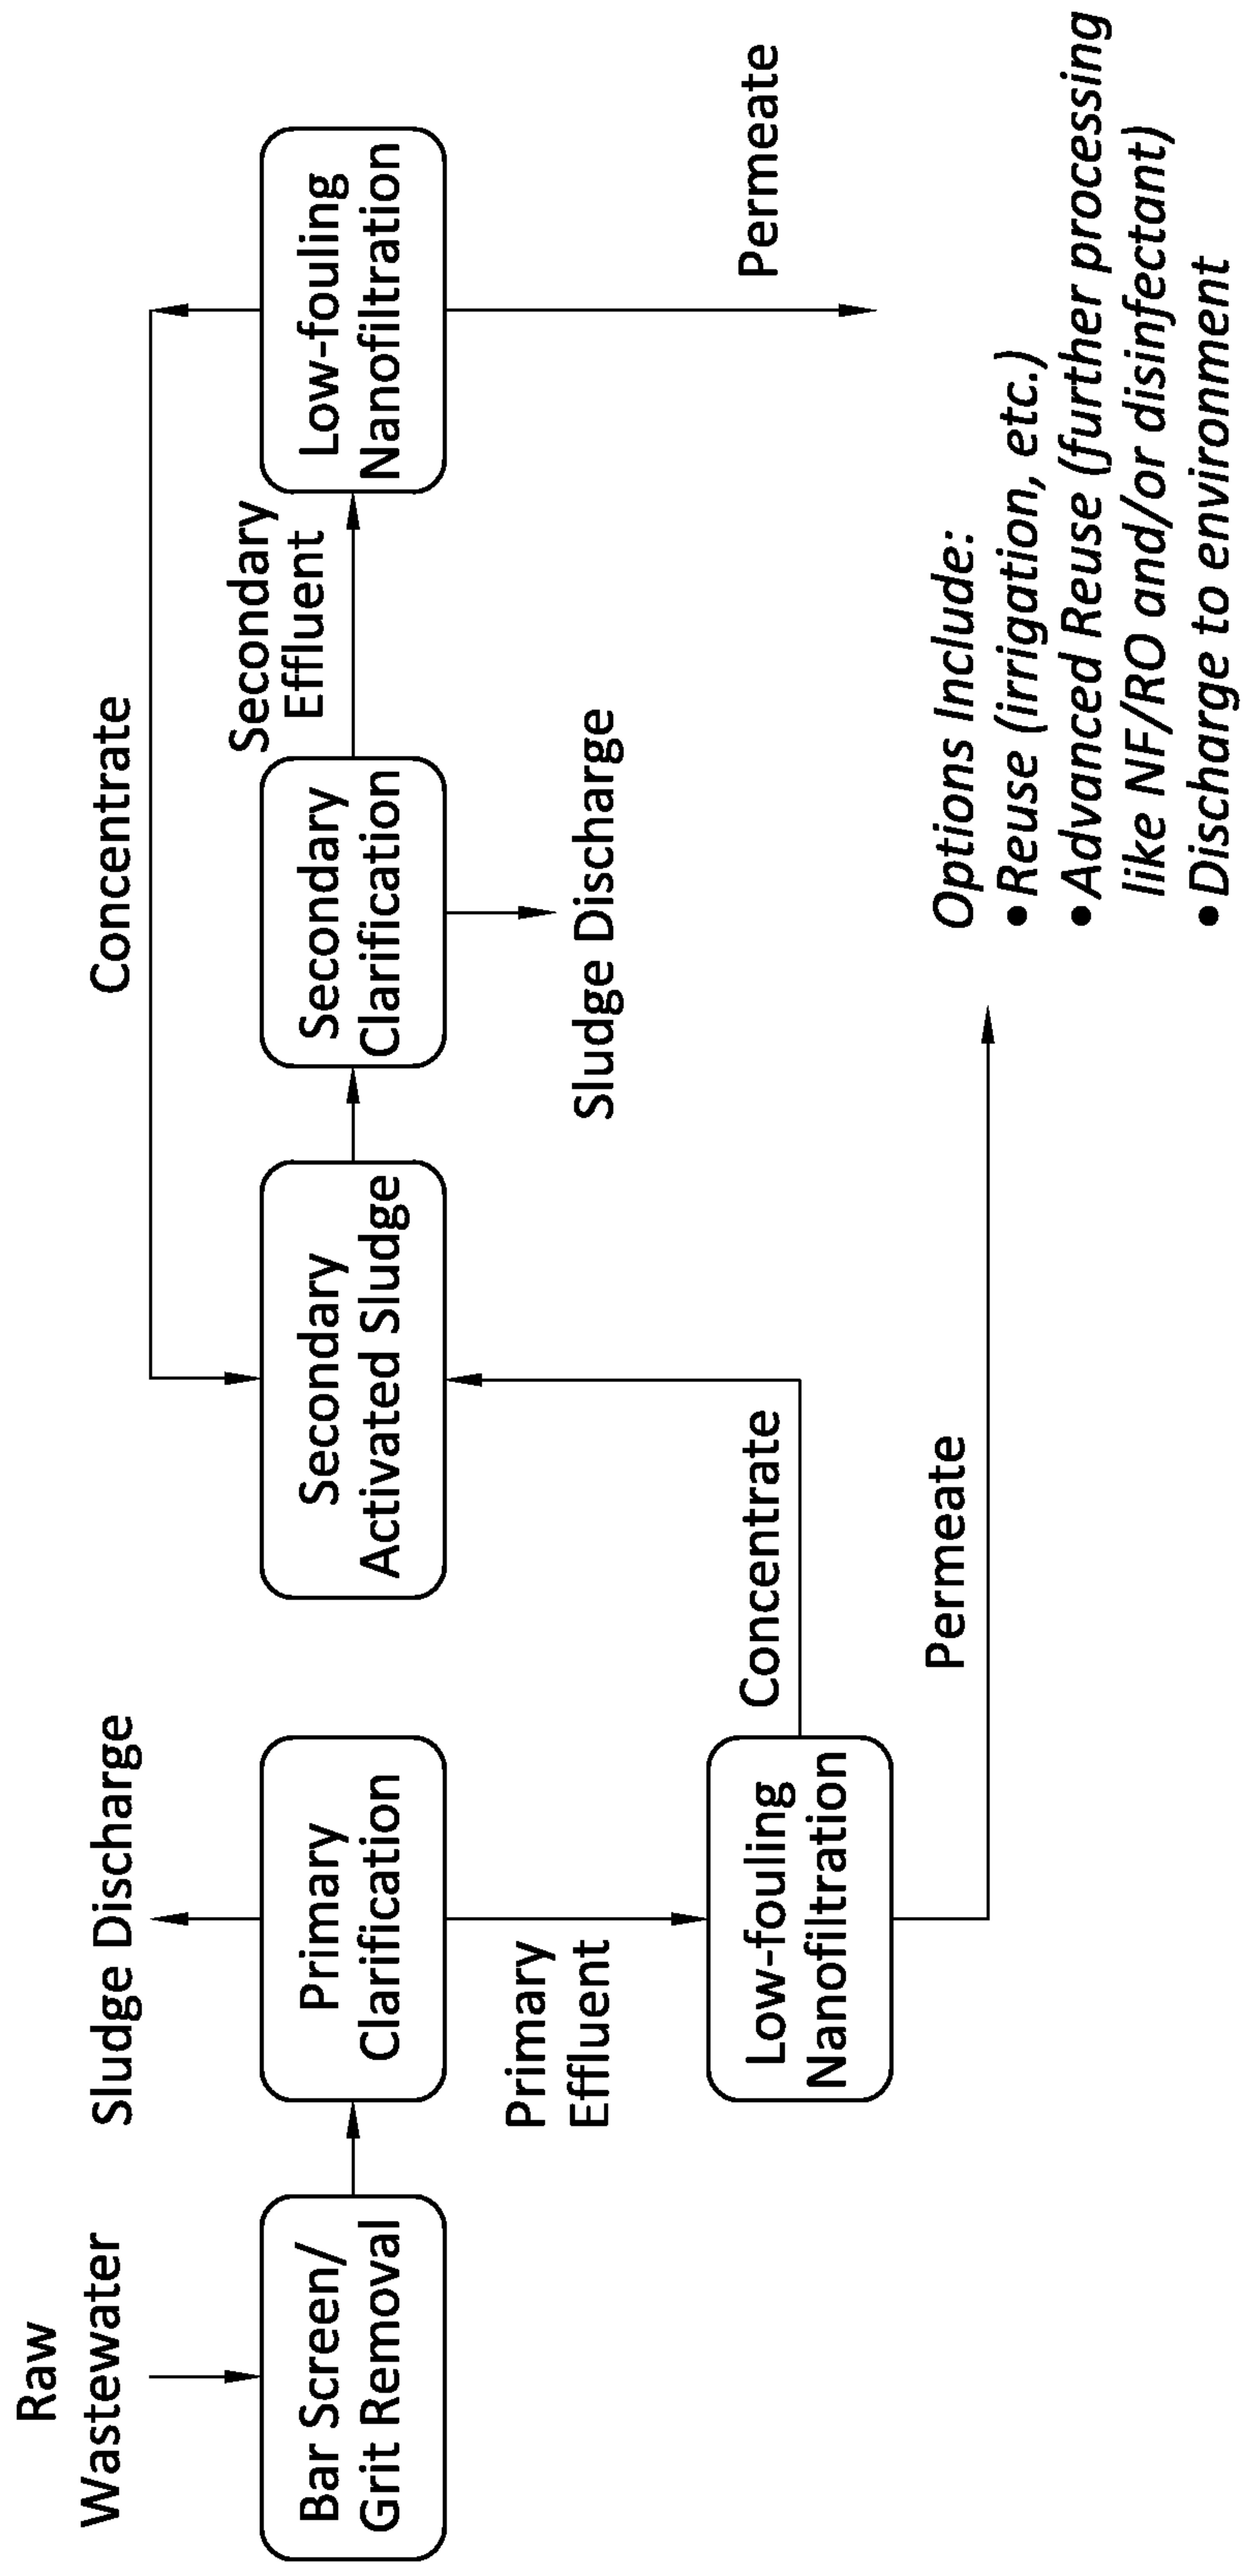 Raw
Wastewater
Bar Screen/
Grit Removal
Sludge Discharge
Primary
Clarification
Primary
Effluent
Low-fouling
Nanofiltration
Concentrate
Permeate
Secondary
Activated Sludge
Concentrate
Secondary
Clarification
Sludge Discharge
Secondary
Effluent
Low-fouling
Nanofiltration
Permeate
Options Include:
•Reuse (irrigation, etc.)
•Advanced Reuse (further processing
like NF/RO and/or disinfectant)
•Discharge to environment